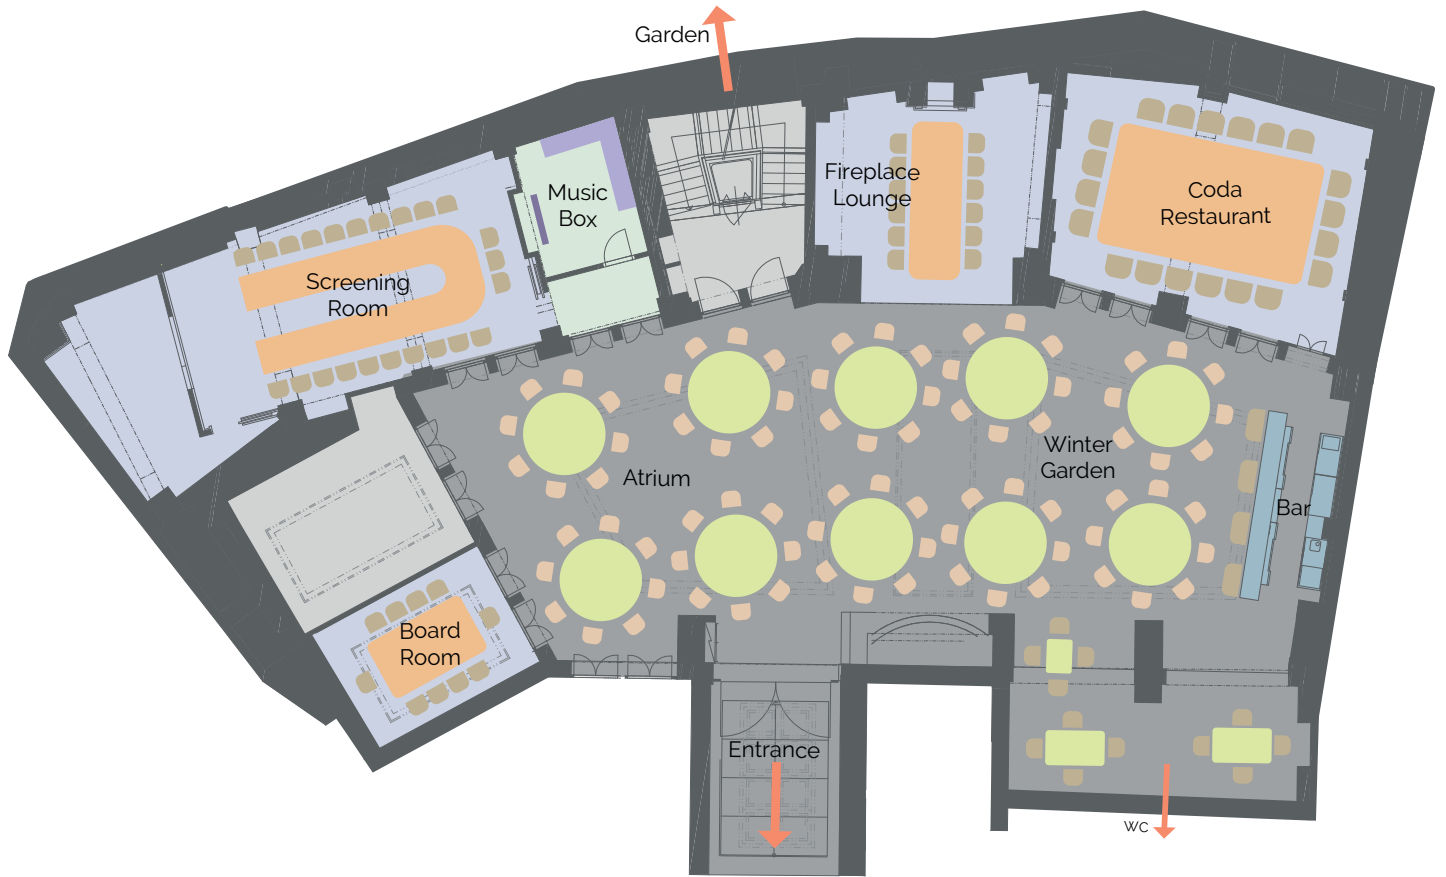 Garden
Music
Box
Fireplace
Lounge
Coda
Restaurant
Screening
Room
Winter
Garden
Atrium
Bar
Board
Room
Entrance
WC